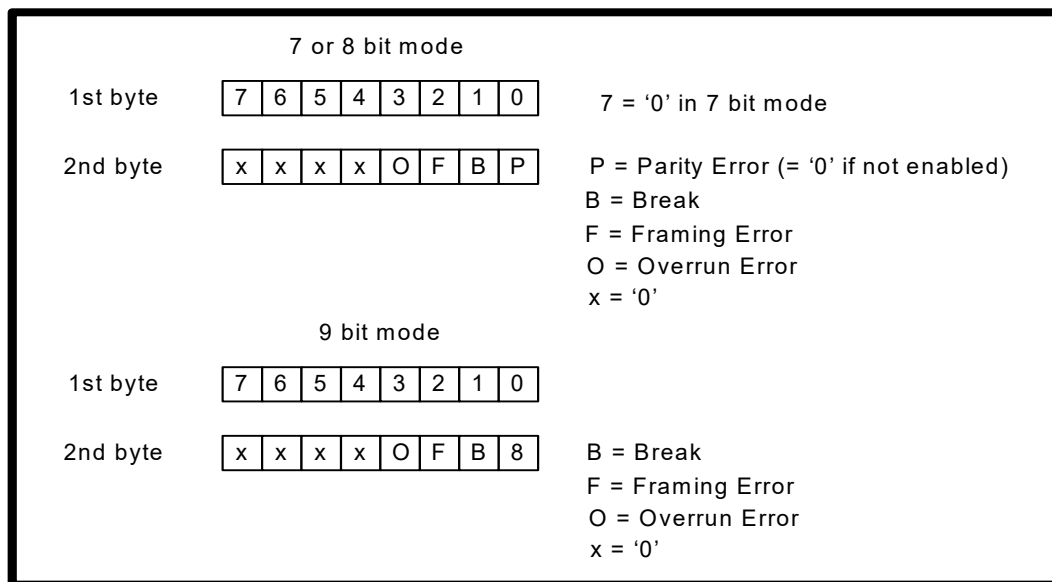 7 or 8 bit mode
1st byte 7 6 5 4 3 2 1 0 7 = ‘0’ in 7 bit mode
2nd byte x x x x O F B P P = Parity Error (= ‘0’ if not enabled)
B = Break
F = Framing Error
O = Overrun Error
x = ‘0’
9 bit mode
1st byte 7 6 5 4 3 2 1 0
2nd byte x x x x O F B 8 B = Break
F = Framing Error
O = Overrun Error
x = ‘0’